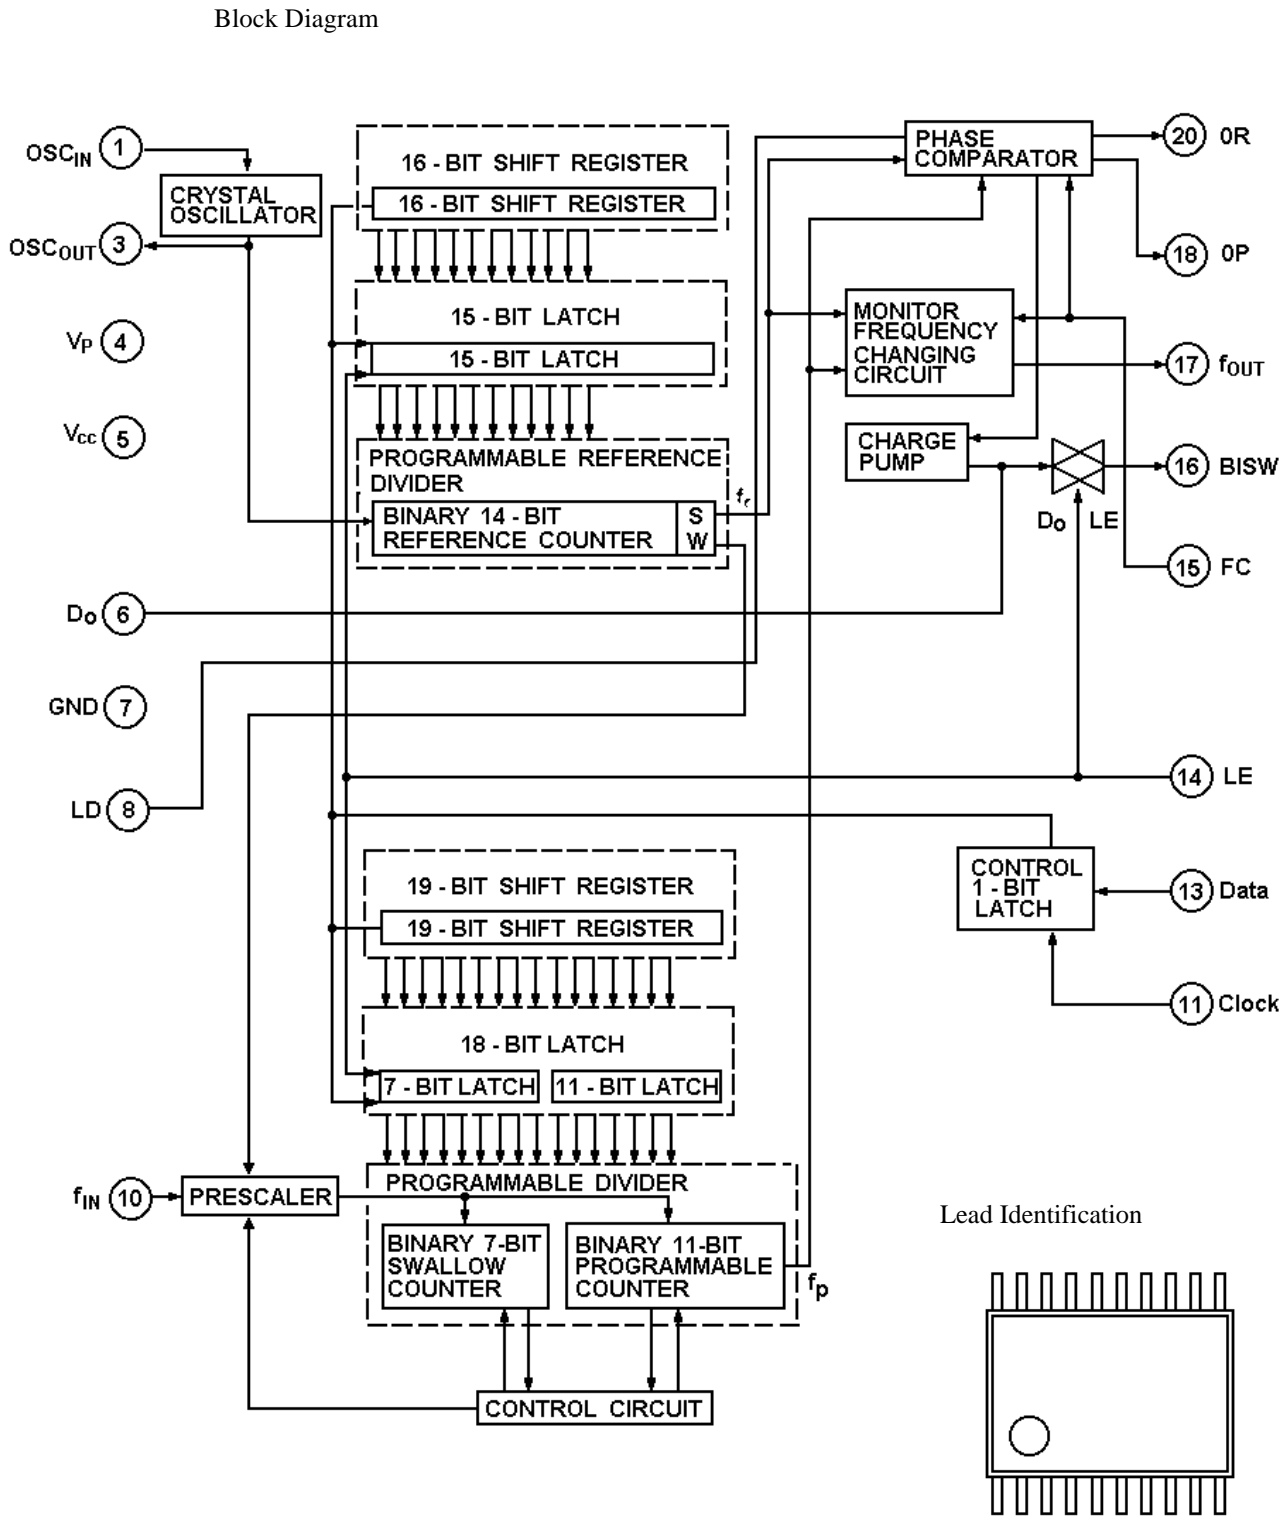 Block Diagram
OSCIN 1
CRYSTAL
OSCILLATOR
OSCOUT 3
VP 4
Vcc 5
DO 6
GND 7
LD 8
fIN 10
PRESCALER
16 - BIT SHIFT REGISTER
16 - BIT SHIFT REGISTER
15 - BIT LATCH
15 - BIT LATCH
PROGRAMMABLE REFERENCE
DIVIDER
BINARY 14 - BIT
REFERENCE COUNTER
S
W
19 - BIT SHIFT REGISTER
19 - BIT SHIFT REGISTER
18 - BIT LATCH
7 - BIT LATCH
11 - BIT LATCH
PROGRAMMABLE DIVIDER
BINARY 7-BIT
SWALLOW
COUNTER
BINARY 11-BIT
PROGRAMMABLE
COUNTER
fp
CONTROL CIRCUIT
PHASE
COMPARATOR
MONITOR
FREQUENCY
CHANGING
CIRCUIT
CHARGE
PUMP
DO LE
CONTROL
1 - BIT
LATCH
20 0R
18 0P
17 fOUT
16 BISW
15 FC
14 LE
13 Data
11 Clock
Lead Identification